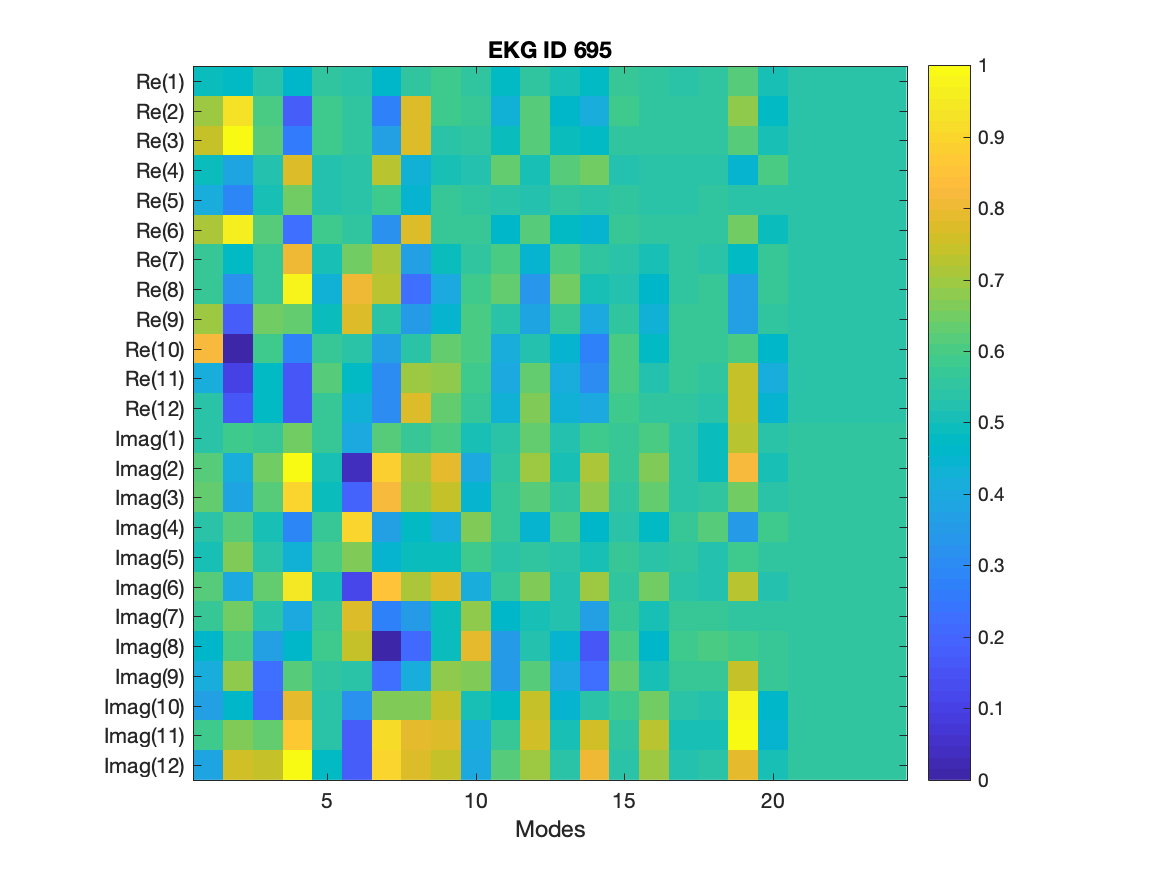 EKG ID 695
Re(1)
Re(2)
Re(3)
Re(4)
Re(5)
Re(6)
Re(7)
Re(8)
Re(9)
Re(10)
Re(11)
Re(12)
Imag(1)
Imag(2)
Imag(3)
Imag(4)
Imag(5)
Imag(6)
Imag(7)
Imag(8)
Imag(9)
Imag(10)
Imag(11)
Imag(12)
5 10 15 20
Modes
1
0.9
0.8
0.7
0.6
0.5
0.4
0.3
0.2
0.1
0